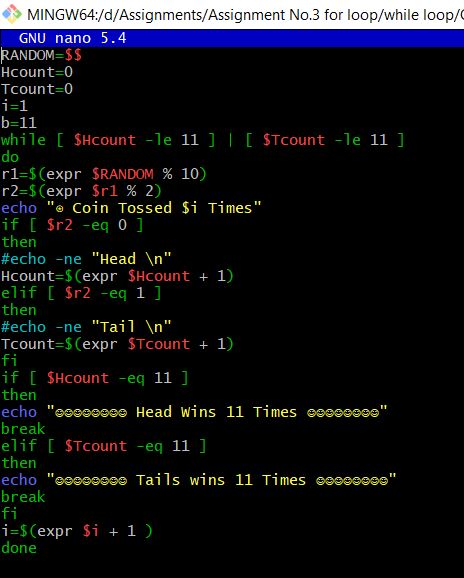 MINGW64:/d/Assignments/Assignment No.3 for loop/while loop/
GNU nano 5.4
RANDOM=$$
Hcount=0
Tcount=0
i=1
b=11
while [ $Hcount -le 11 ] | [ $Tcount -le 11 ]
do
r1=$(expr $RANDOM % 10)
r2=$(expr $r1 % 2)
echo "⊙ Coin Tossed $i Times"
if [ $r2 -eq 0 ]
then
#echo -ne "Head \n"
Hcount=$(expr $Hcount + 1)
elif [ $r2 -eq 1 ]
then
#echo -ne "Tail \n"
Tcount=$(expr $Tcount + 1)
fi
if [ $Hcount -eq 11 ]
then
echo "☺☺☺☺☺☺☺☺ Head Wins 11 Times ☺☺☺☺☺☺☺☺"
break
elif [ $Tcount -eq 11 ]
then
echo "☺☺☺☺☺☺☺☺ Tails wins 11 Times ☺☺☺☺☺☺☺☺"
break
fi
i=$(expr $i + 1 )
done